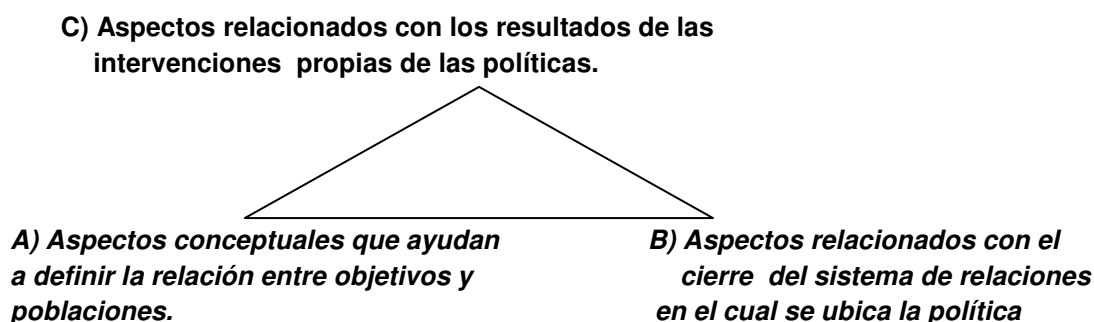 C) Aspectos relacionados con los resultados de las
intervenciones propias de las políticas.
A) Aspectos conceptuales que ayudan
a definir la relación entre objetivos y
poblaciones.
B) Aspectos relacionados con el
cierre del sistema de relaciones
en el cual se ubica la política